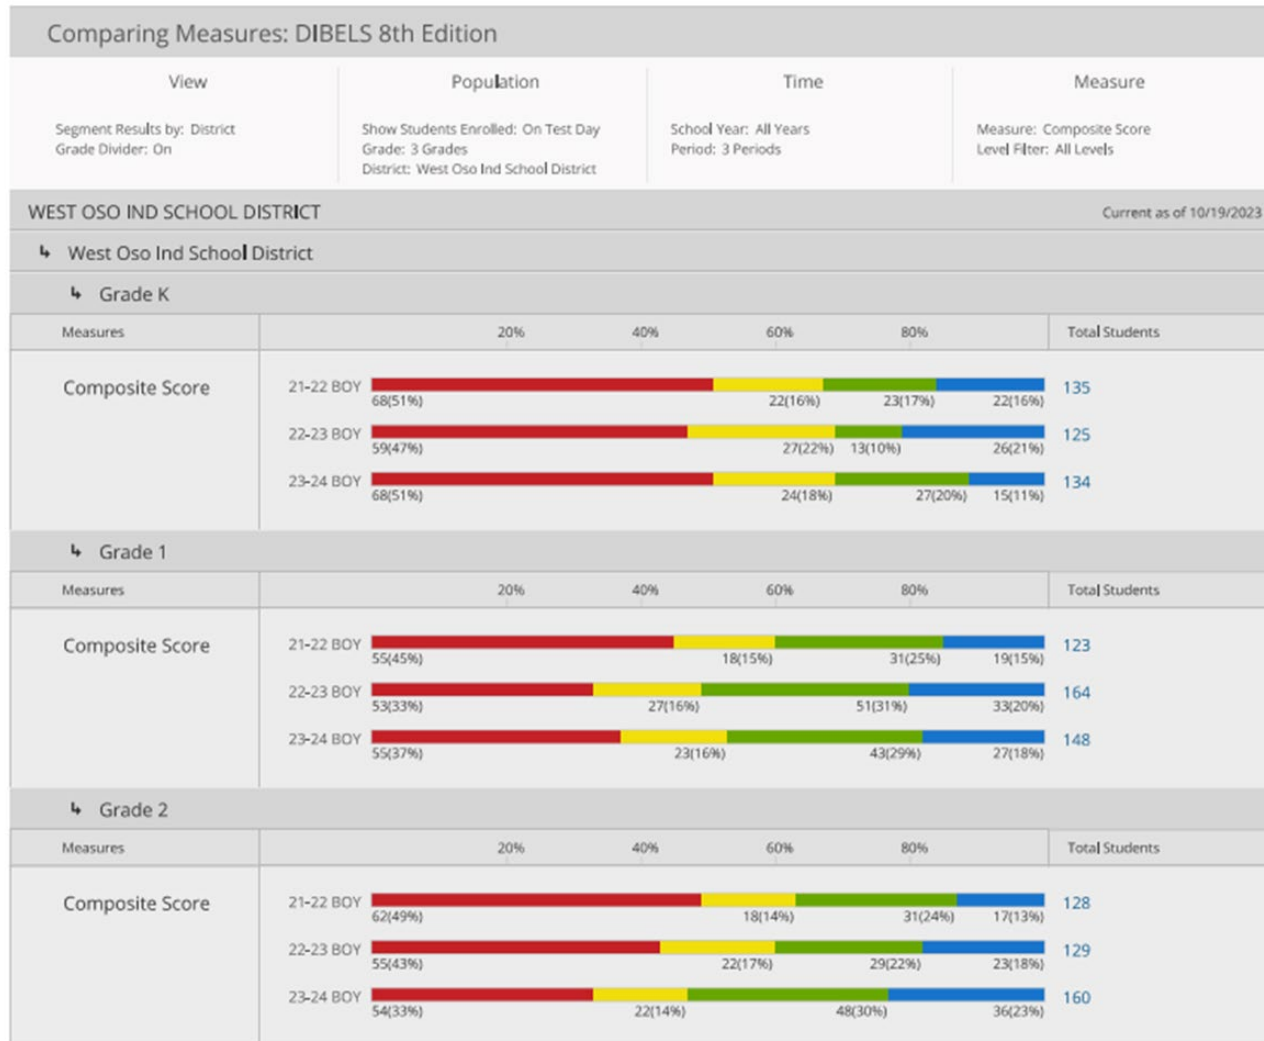 Comparing Measures: DIBELS 8th Edition
View Population Time Measure
Segment Results by: District Show Students Enrolled: On Test Day School Year: All Years Measure: Composite Score
Grade Divider: On Grade: 3 Grades Period: 3 Periods Level Filter: All Levels
District: West Oso Ind School District
WEST OSO IND SCHOOL DISTRICT Current as of 10/19/2023
↳ West Oso Ind School District
↳ Grade K
Measures 20% 40% 60% 80% Total Students
Composite Score 21-22 BOY 135
68(51%) 22(16%) 23(17%) 22(16%)
22-23 BOY 125
59(47%) 27(22%) 13(10%) 26(21%)
23-24 BOY 134
68(51%) 24(18%) 27(20%) 15(11%)
↳ Grade 1
Measures 20% 40% 60% 80% Total Students
Composite Score 21-22 BOY 123
55(45%) 18(15%) 31(25%) 19(15%)
22-23 BOY 164
53(33%) 27(16%) 51(31%) 33(20%)
23-24 BOY 148
55(37%) 23(16%) 43(29%) 27(18%)
↳ Grade 2
Measures 20% 40% 60% 80% Total Students
Composite Score 21-22 BOY 128
62(49%) 18(14%) 31(24%) 17(13%)
22-23 BOY 129
55(43%) 22(17%) 29(22%) 23(18%)
23-24 BOY 160
54(33%) 22(14%) 48(30%) 36(23%)